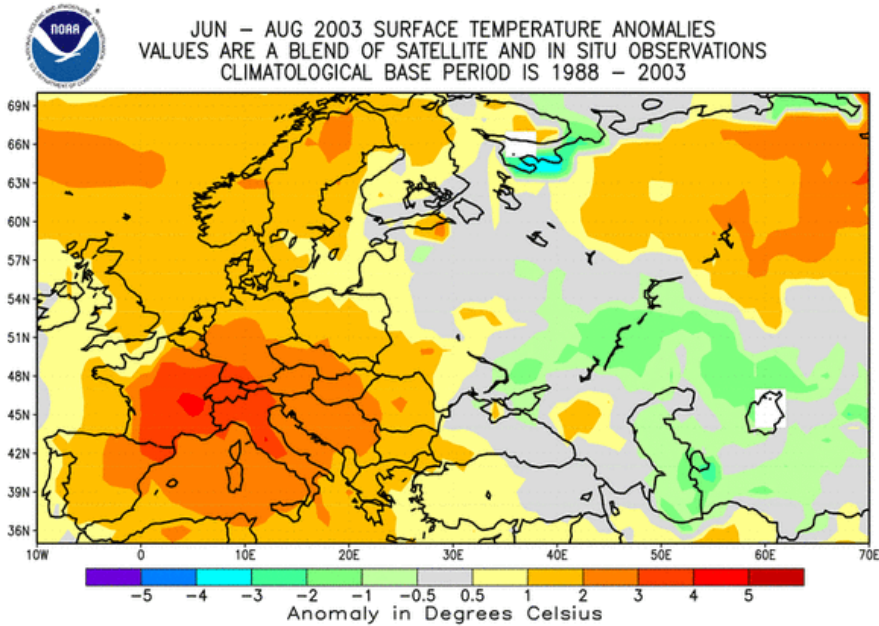 NOAA
JUN - AUG 2003 SURFACE TEMPERATURE ANOMALIES
VALUES ARE A BLEND OF SATELLITE AND IN SITU OBSERVATIONS
CLIMATOLOGICAL BASE PERIOD IS 1988 - 2003
69N
66N
63N
60N
57N
54N
51N
48N
45N
42N
39N
36N
10W 0 10E 20E 30E 40E 50E 60E 70E
-5 -4 -3 -2 -1 -0.5 0.5 1 2 3 4 5
Anomaly in Degrees Celsius